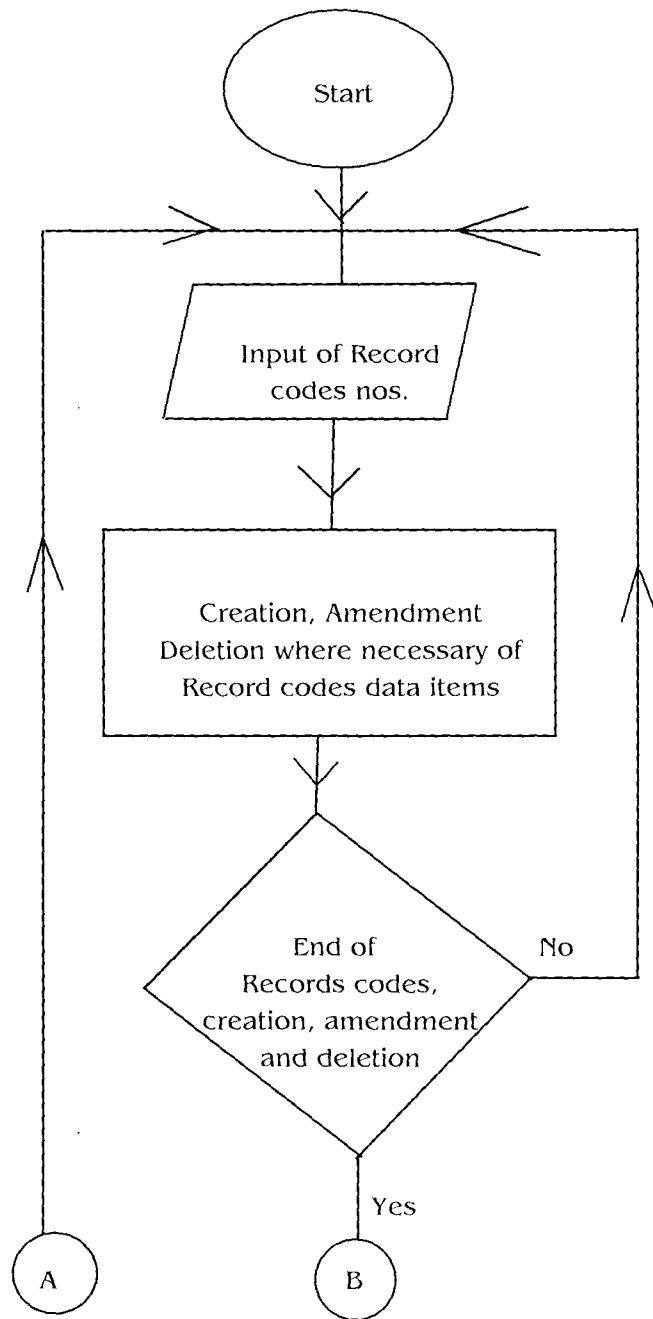 Start
Input of Record
codes nos.
Creation, Amendment
Deletion where necessary of
Record codes data items
End of
Records codes,
creation, amendment
and deletion
No
Yes
A
B